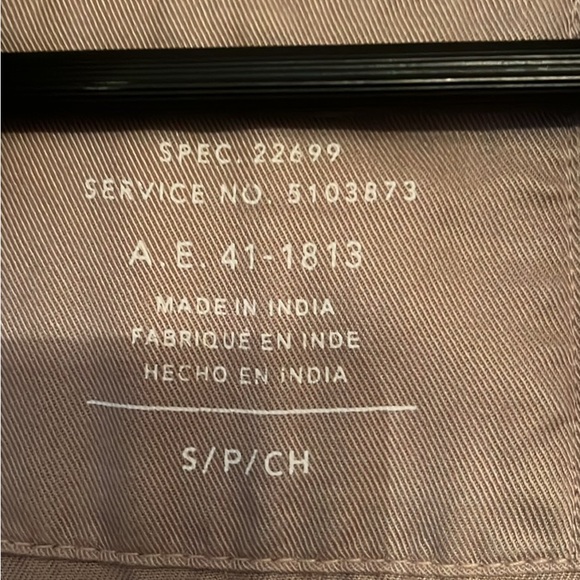 SPEC. 22699
SERVICE NO. 5103873
A.E. 41-1813
MADE IN INDIA
FABRIQUÉ EN INDE
HECHO EN INDIA
S/P/CH